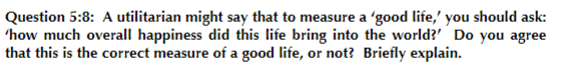 Question 5:8:  A utilitarian might say that to measure a ‘good life,’ you should ask:
‘how much overall happiness did this life bring into the world?’  Do you agree
that this is the correct measure of a good life, or not?  Briefly explain.